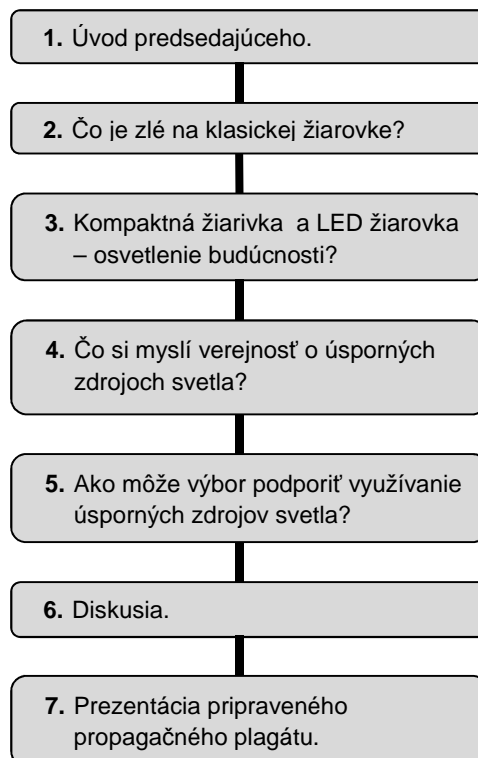 1. Úvod predsedajúceho.
2. Čo je zlé na klasickej žiarovke?
3. Kompaktná žiarivka a LED žiarovka
– osvetlenie budúcnosti?
4. Čo si myslí verejnosť o úsporných
zdrojoch svetla?
5. Ako môže výbor podporiť využívanie
úsporných zdrojov svetla?
6. Diskusia.
7. Prezentácia pripraveného
propagačného plagátu.